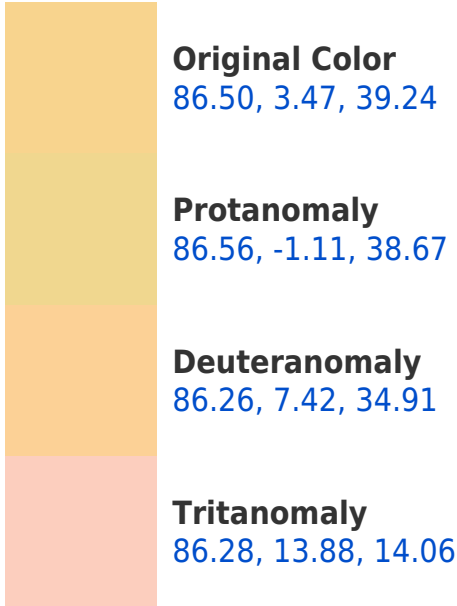 Original Color
86.50, 3.47, 39.24
Protanomaly
86.56, -1.11, 38.67
Deuteranomaly
86.26, 7.42, 34.91
Tritanomaly
86.28, 13.88, 14.06